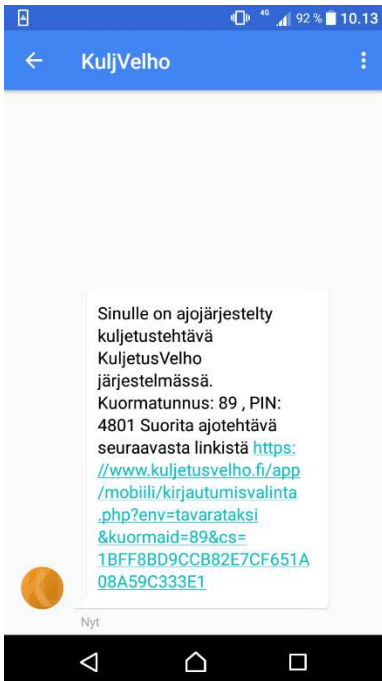 4G 92 % 10.13
KuljVelho
Sinulle on ajojärjestelty
kuljetustehtävä
KuljetusVelho
järjestelmässä.
Kuormatunnus: 89 , PIN:
4801 Suorita ajotehtävä
seuraavasta linkistä https:
//www.kuljetusvelho.fi/app
/mobiili/kirjautumisvalinta
.php?env=tavarataksi
&kuormaid=89&cs=
1BFF8BD9CCB82E7CF651A
08A59C333E1
Nyt